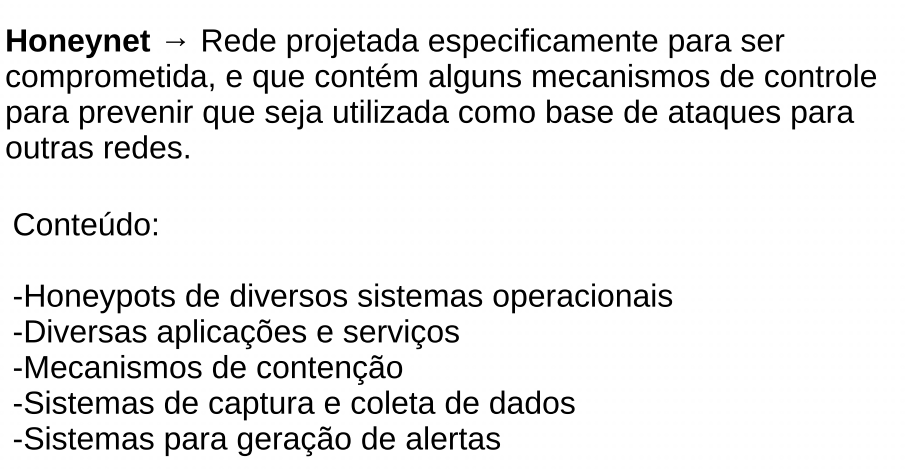 Honeynet → Rede projetada especificamente para ser
comprometida, e que contém alguns mecanismos de controle
para prevenir que seja utilizada como base de ataques para
outras redes.
Conteúdo:
-Honeypots de diversos sistemas operacionais
-Diversas aplicações e serviços
-Mecanismos de contenção
-Sistemas de captura e coleta de dados
-Sistemas para geração de alertas